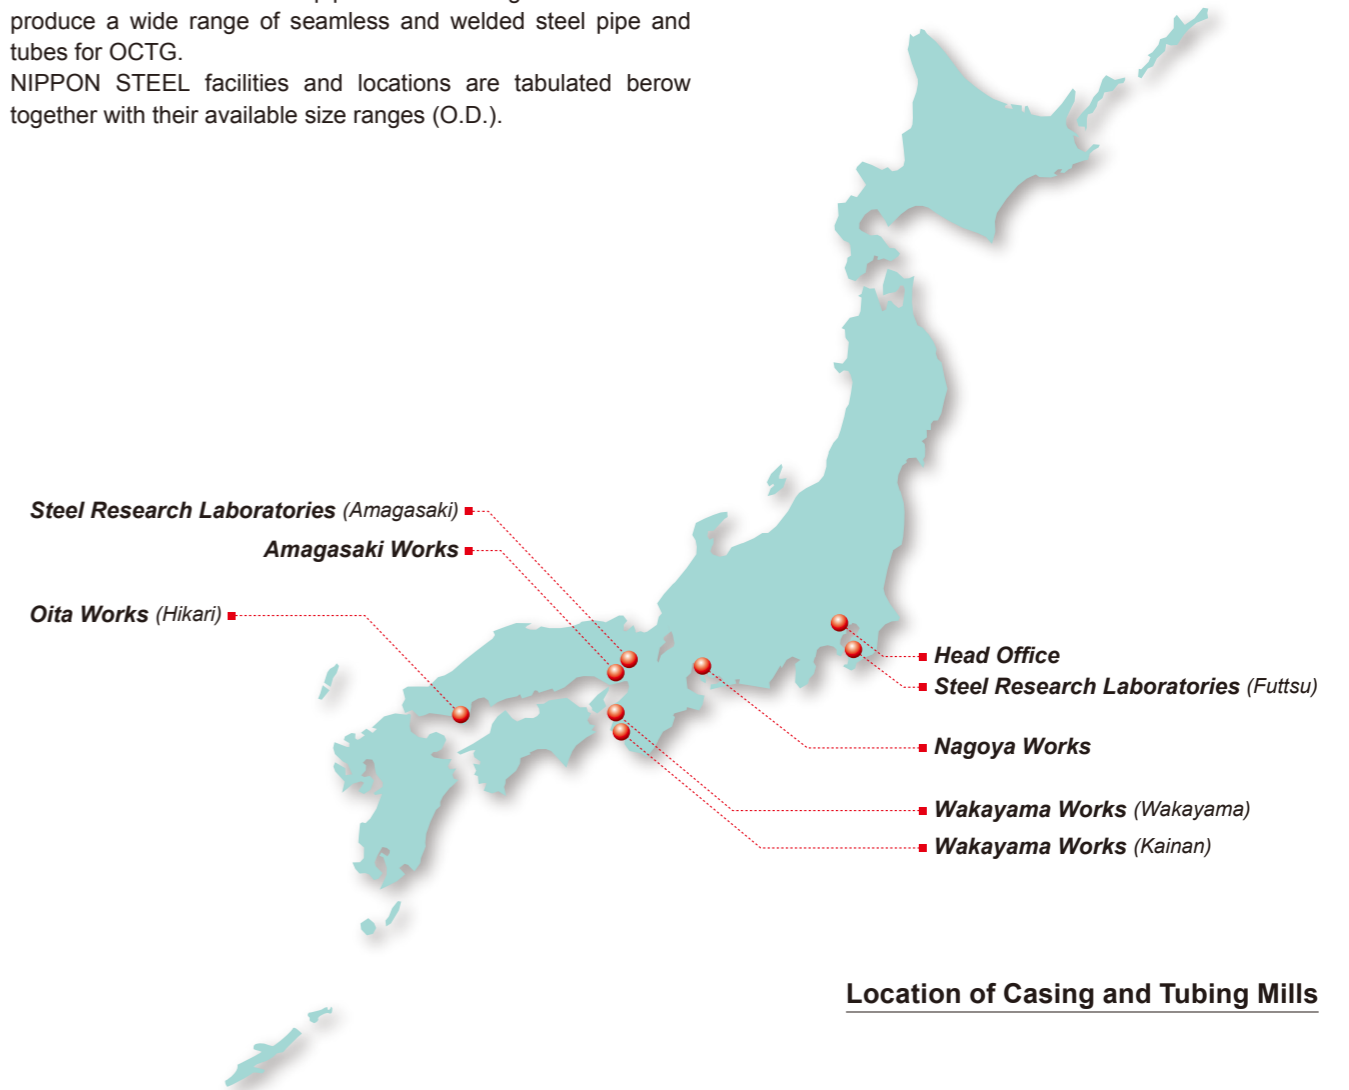 produce a wide range of seamless and welded steel pipe and
tubes for OCTG.
NIPPON STEEL facilities and locations are tabulated berow
together with their available size ranges (O.D.).
Steel Research Laboratories (Amagasaki)
Amagasaki Works
Oita Works (Hikari)
Head Office
Steel Research Laboratories (Futtsu)
Nagoya Works
Wakayama Works (Wakayama)
Wakayama Works (Kainan)
Location of Casing and Tubing Mills